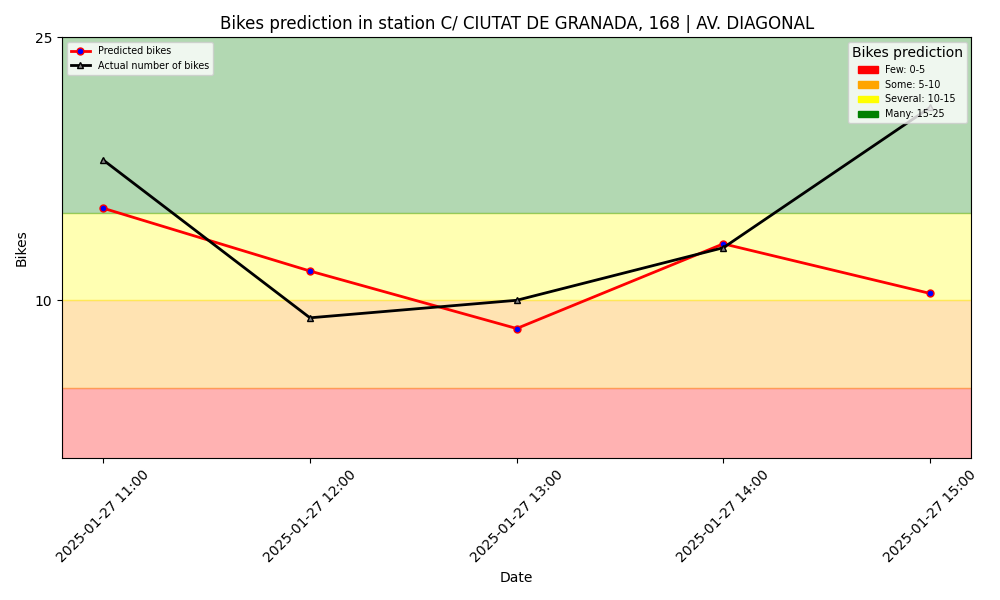 Bikes prediction in station C/ CIUTAT DE GRANADA, 168 | AV. DIAGONAL
25
10
Bikes
Predicted bikes
Actual number of bikes
Bikes prediction
Few: 0-5
Some: 5-10
Several: 10-15
Many: 15-25
2025-01-27 11:00
2025-01-27 12:00
2025-01-27 13:00
2025-01-27 14:00
2025-01-27 15:00
Date